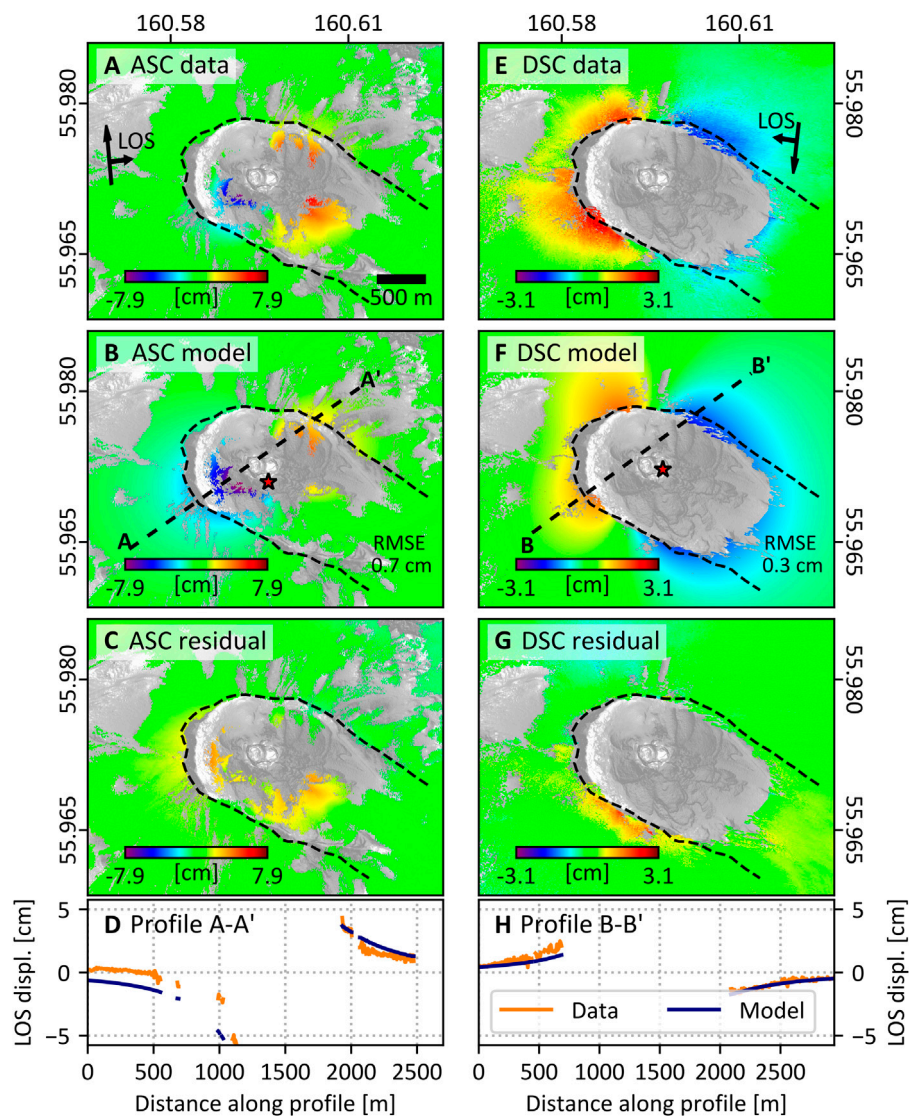 160.58 160.61 160.58 160.61
A ASC data
E DSC data
55.980
55.980
LOS
LOS
55.965
55.965
-7.9 [cm] 7.9
500 m
-3.1 [cm] 3.1
B ASC model
F DSC model
A'
B'
55.980
55.980
A
B
RMSE
0.7 cm
RMSE
0.3 cm
55.965
55.965
-7.9 [cm] 7.9
-3.1 [cm] 3.1
C ASC residual
G DSC residual
55.980
55.980
55.965
55.965
-7.9 [cm] 7.9
-3.1 [cm] 3.1
D Profile A-A'
H Profile B-B'
LOS displ. [cm]
5
0
−5
5
0
−5
LOS displ. [cm]
Data Model
0 500 1000 1500 2000 2500
0 500 1000 1500 2000 2500
Distance along profile [m]
Distance along profile [m]